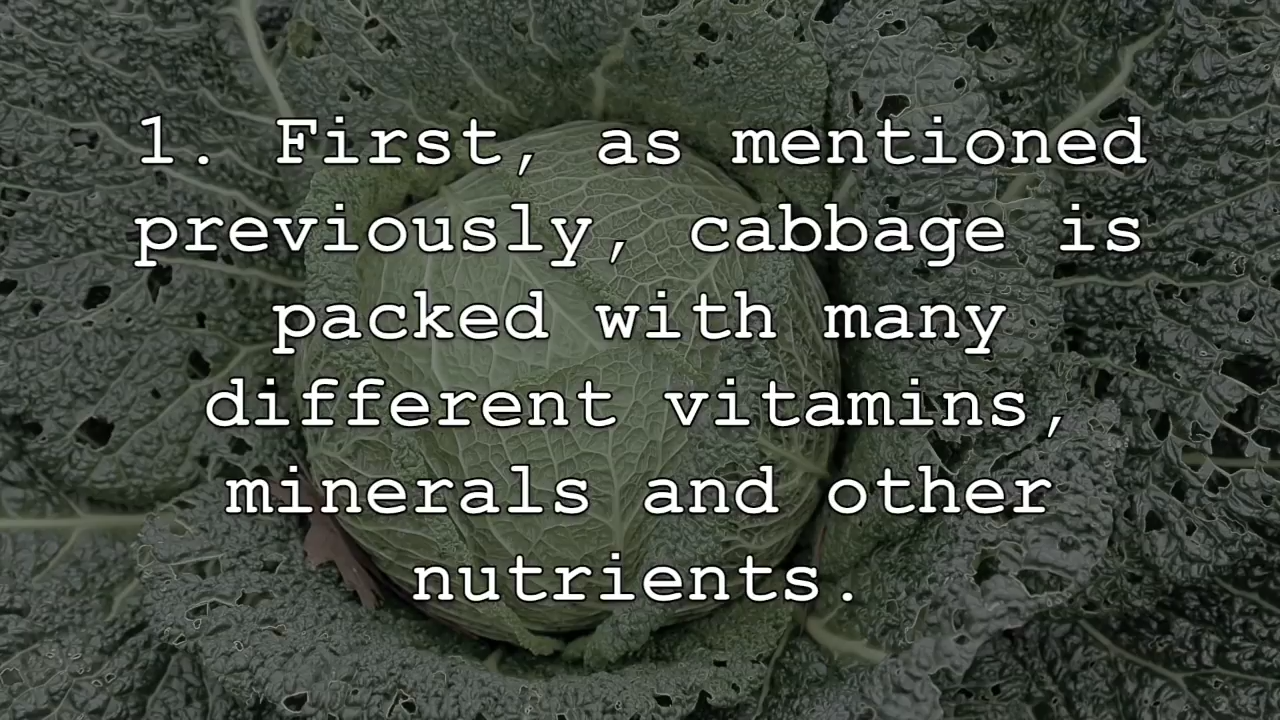 1. First, as mentioned
previously, cabbage is
packed with many
different vitamins,
minerals and other
nutrients.